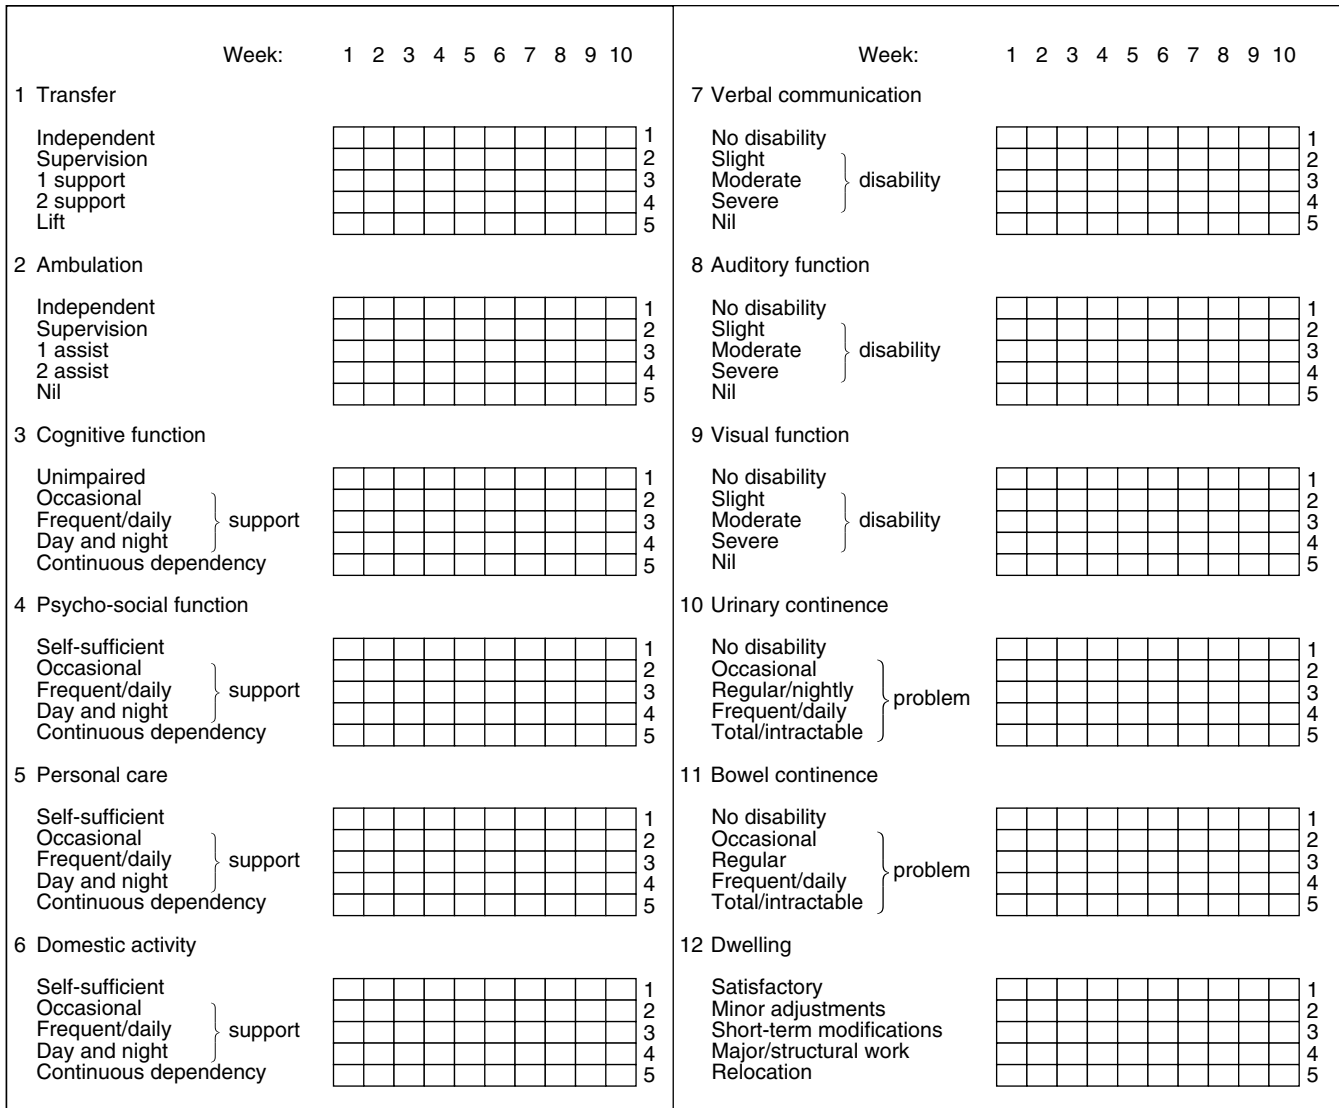 Week: 1 2 3 4 5 6 7 8 9 10
1 Transfer
Independent 1
Supervision 2
1 support 3
2 support 4
Lift 5
2 Ambulation
Independent 1
Supervision 2
1 assist 3
2 assist 4
Nil 5
3 Cognitive function
Unimpaired 1
Occasional 2
Frequent/daily support 3
Day and night 4
Continuous dependency 5
4 Psycho-social function
Self-sufficient 1
Occasional 2
Frequent/daily support 3
Day and night 4
Continuous dependency 5
5 Personal care
Self-sufficient 1
Occasional 2
Frequent/daily support 3
Day and night 4
Continuous dependency 5
6 Domestic activity
Self-sufficient 1
Occasional 2
Frequent/daily support 3
Day and night 4
Continuous dependency 5
Week: 1 2 3 4 5 6 7 8 9 10
7 Verbal communication
No disability 1
Slight 2
Moderate disability 3
Severe 4
Nil 5
8 Auditory function
No disability 1
Slight 2
Moderate disability 3
Severe 4
Nil 5
9 Visual function
No disability 1
Slight 2
Moderate disability 3
Severe 4
Nil 5
10 Urinary continence
No disability 1
Occasional 2
Regular/nightly problem 3
Frequent/daily 4
Total/intractable 5
11 Bowel continence
No disability 1
Occasional 2
Regular problem 3
Frequent/daily 4
Total/intractable 5
12 Dwelling
Satisfactory 1
Minor adjustments 2
Short-term modifications 3
Major/structural work 4
Relocation 5